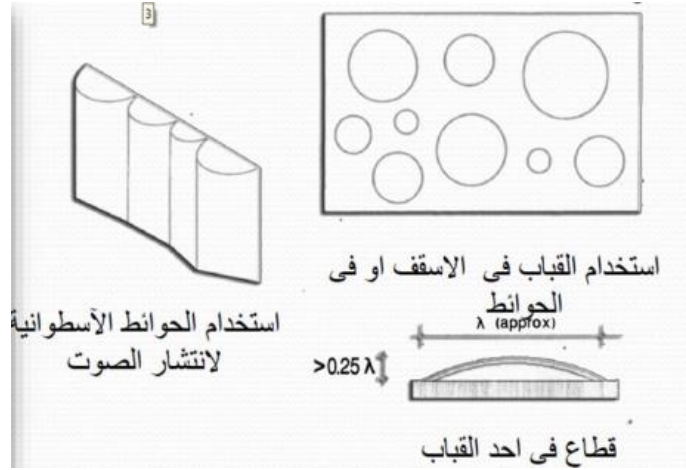 3
استخدام القباب فى الاسقف او فى
الحوائط
استخدام الحوائط الآسطوانية
لانتشار الصوت
λ (approx)
>0.25 λ
قطاع فى احد القباب